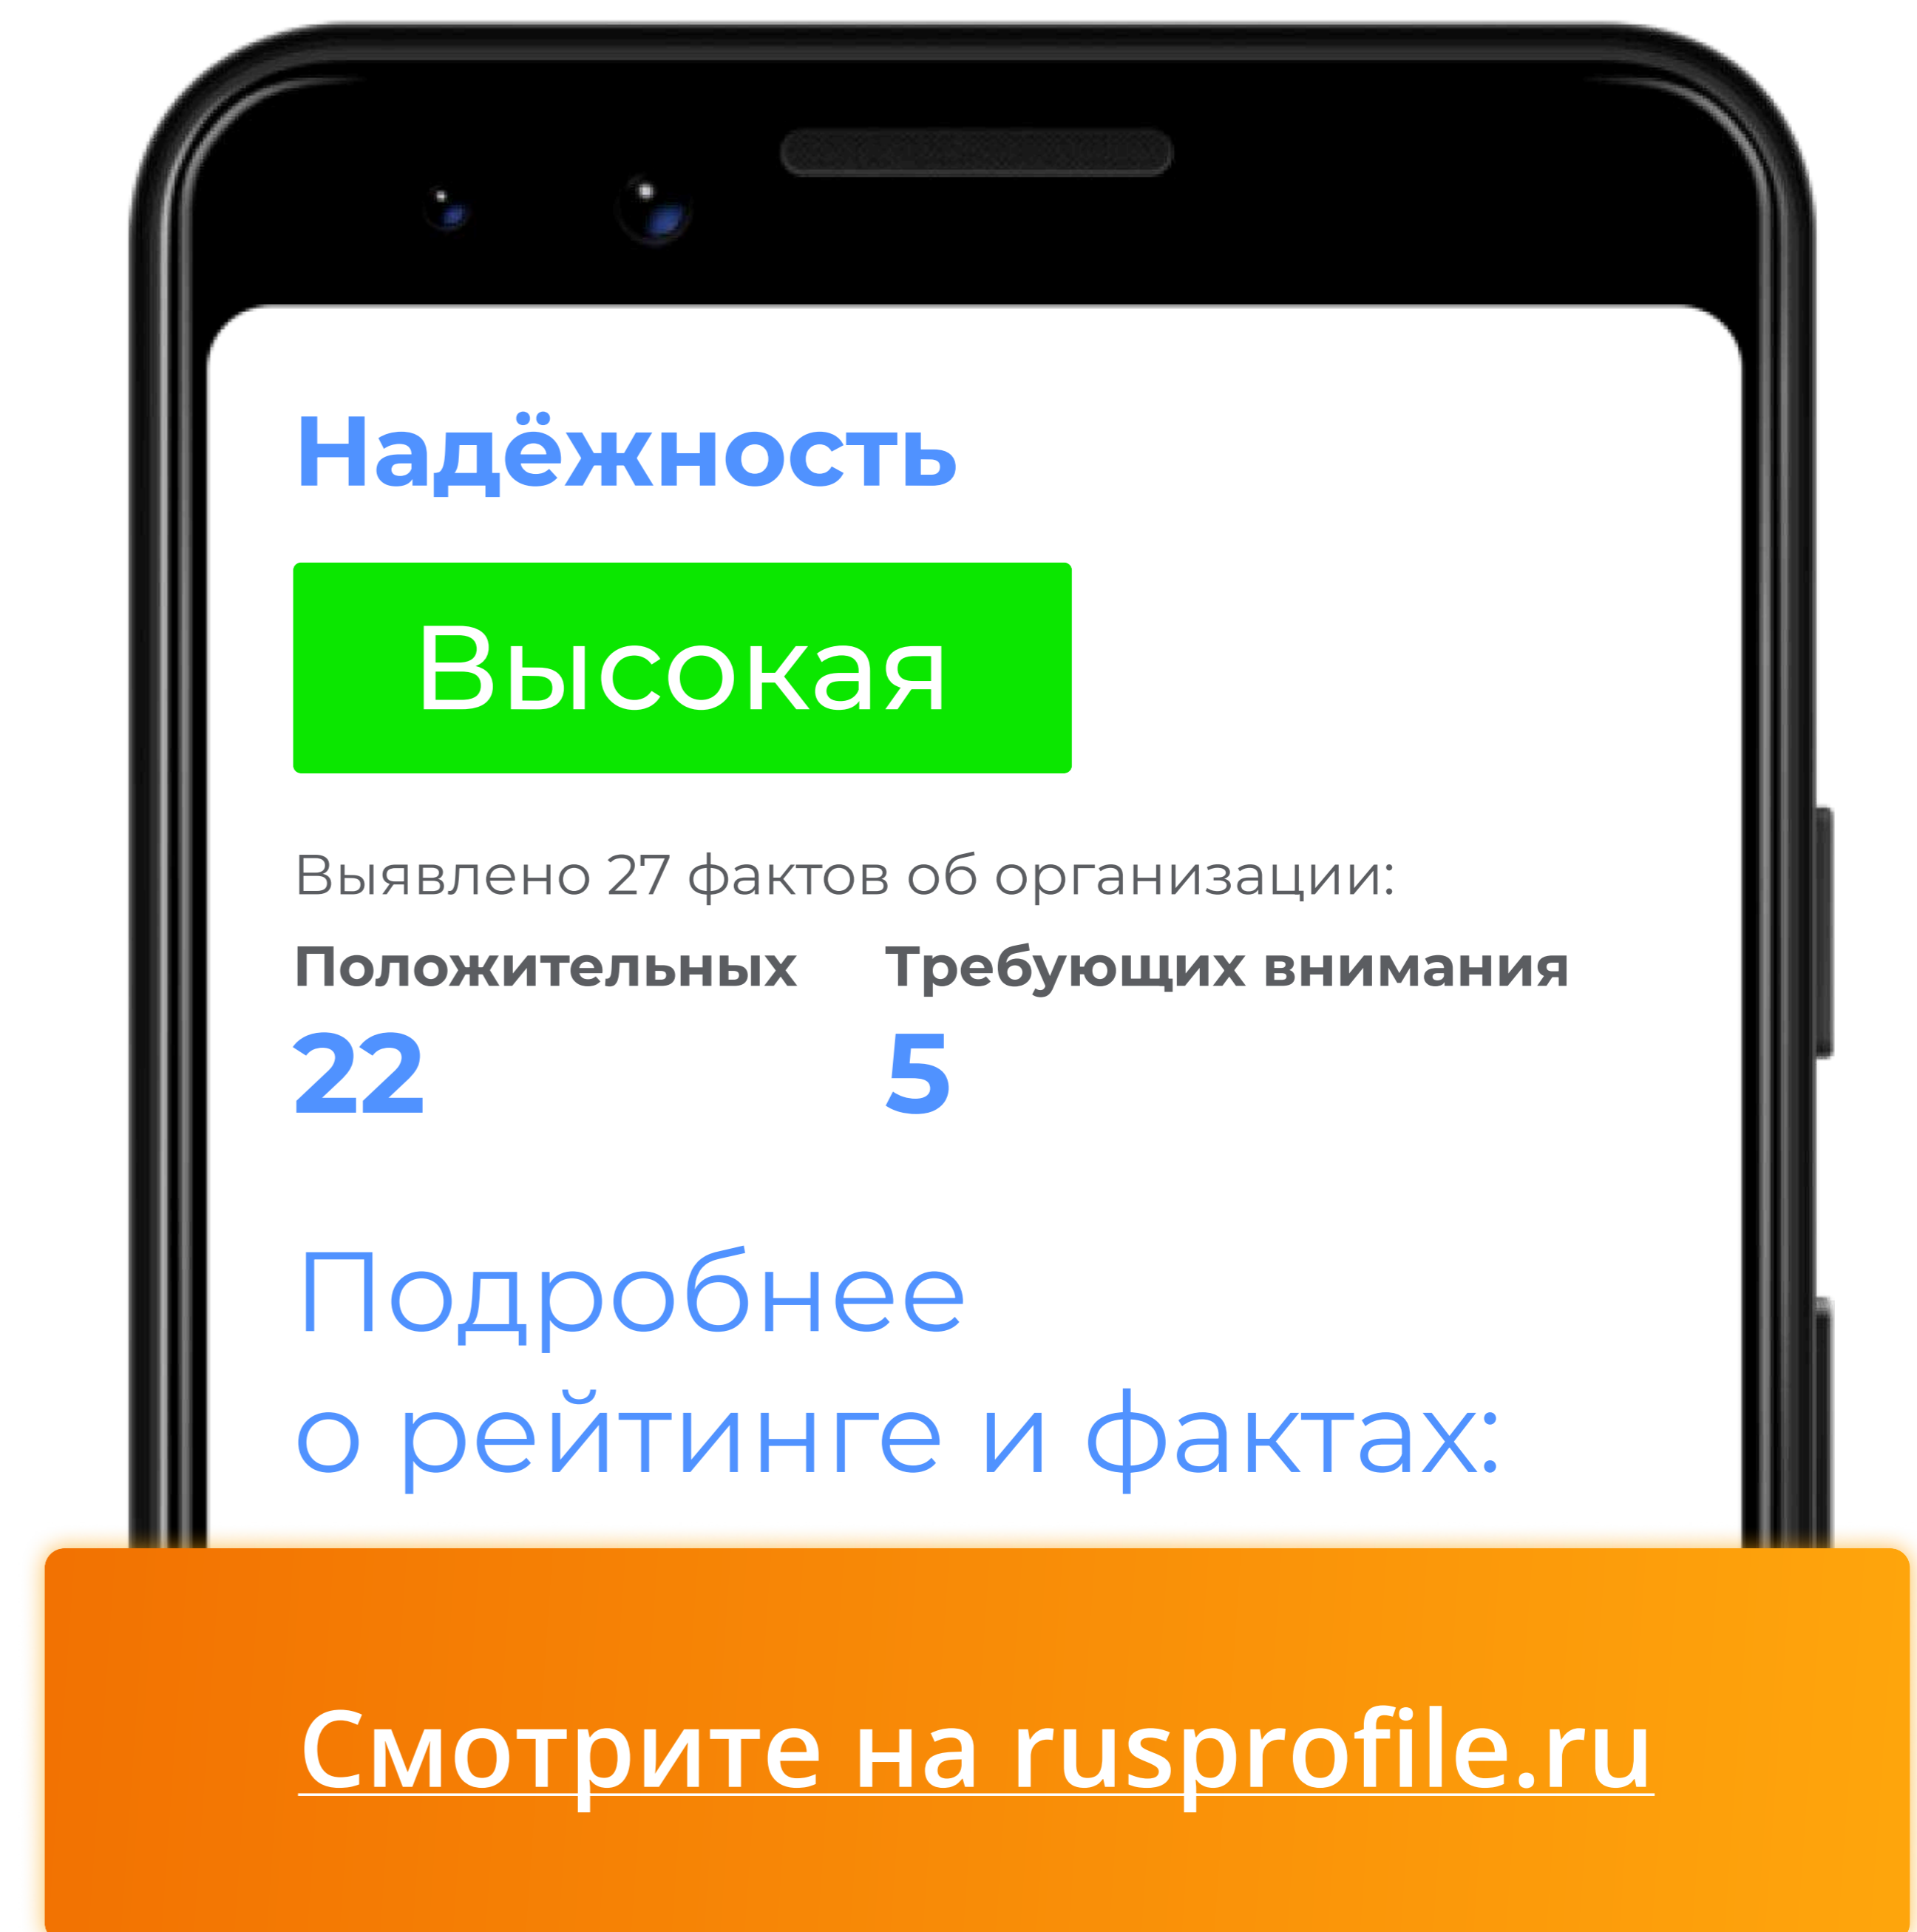 Надёжность
Высокая
Выявлено 27 фактов об организации:
Положительных Требующих внимания
22 5
Подробнее
о рейтинге и фактах:
Смотрите на rusprofile.ru